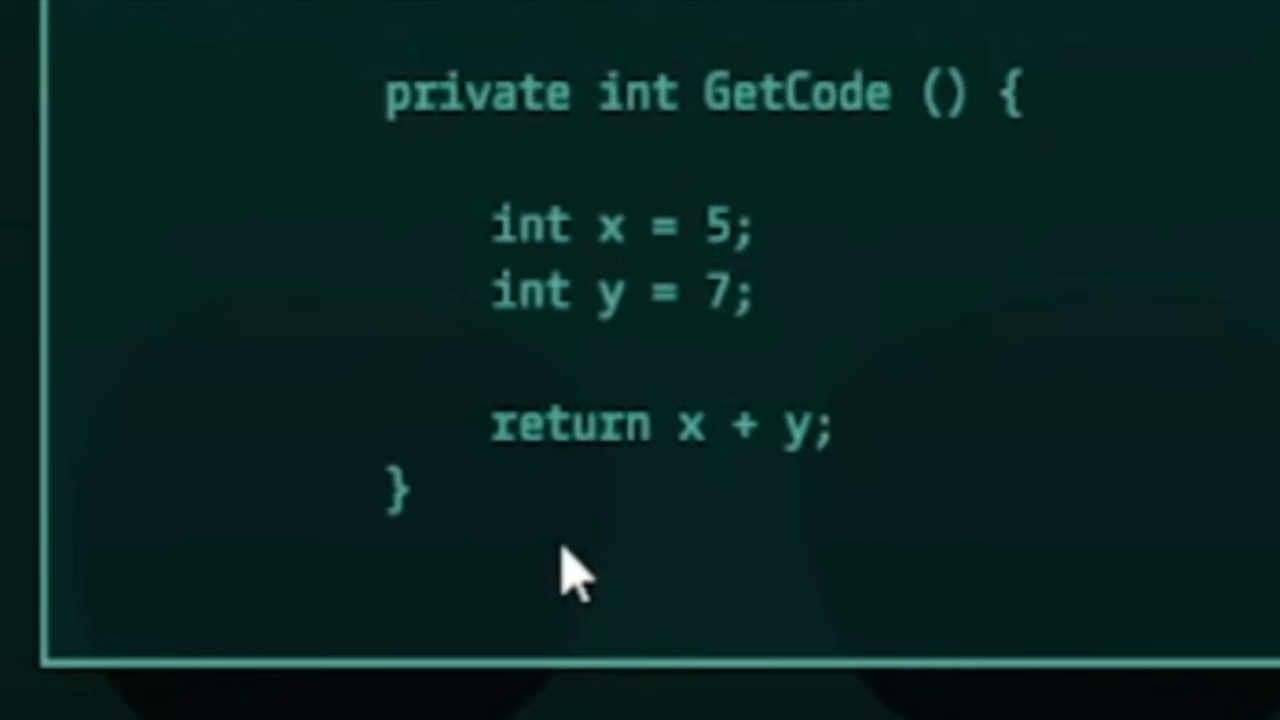 private int GetCode () {
int x = 5;
int y = 7;
return x + y;
}